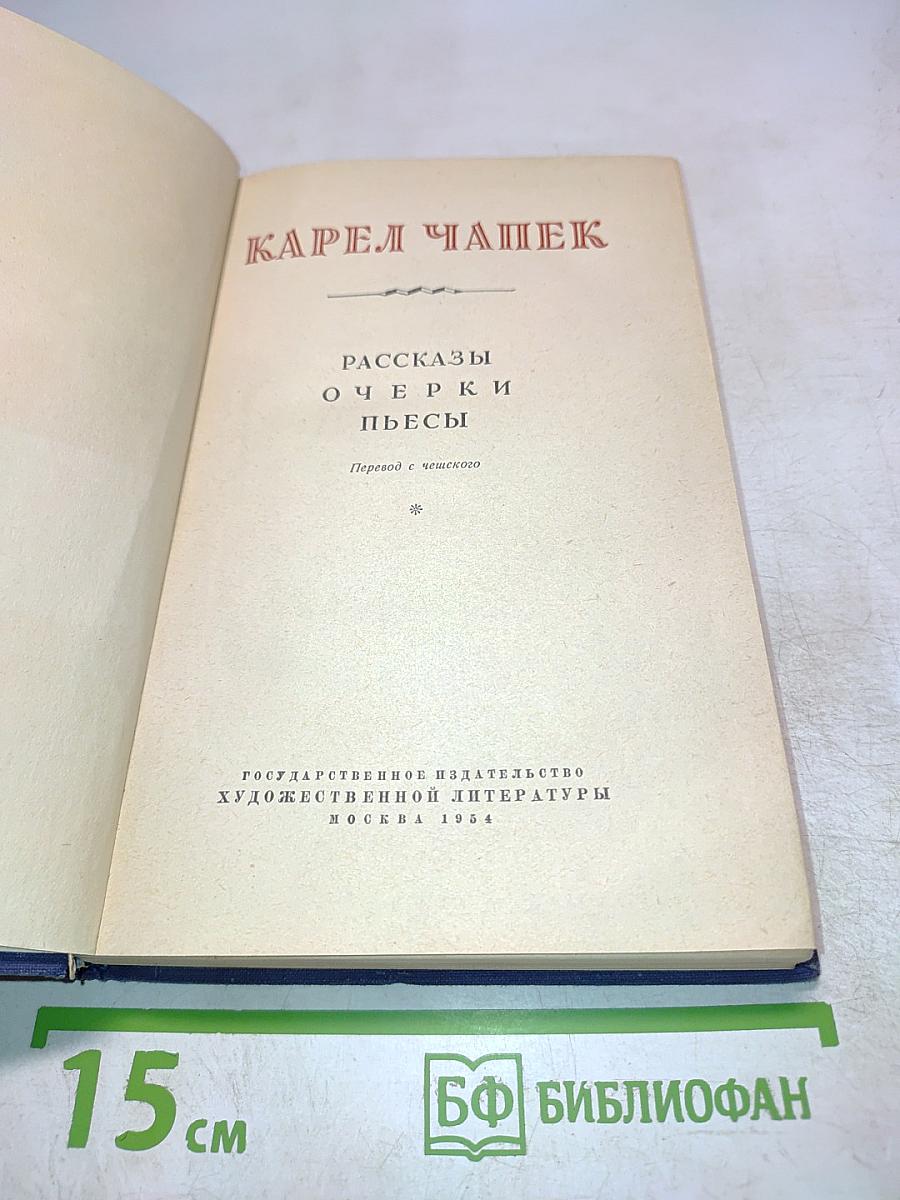 КАРЕЛ ЧАПЕК
РАССКАЗЫ
ОЧЕРКИ
ПЬЕСЫ
Перевод с чешского
*
ГОСУДАРСТВЕННОЕ ИЗДАТЕЛЬСТВО
ХУДОЖЕСТВЕННОЙ ЛИТЕРАТУРЫ
МОСКВА 1954
15 см
БФ БИБЛИОФАН